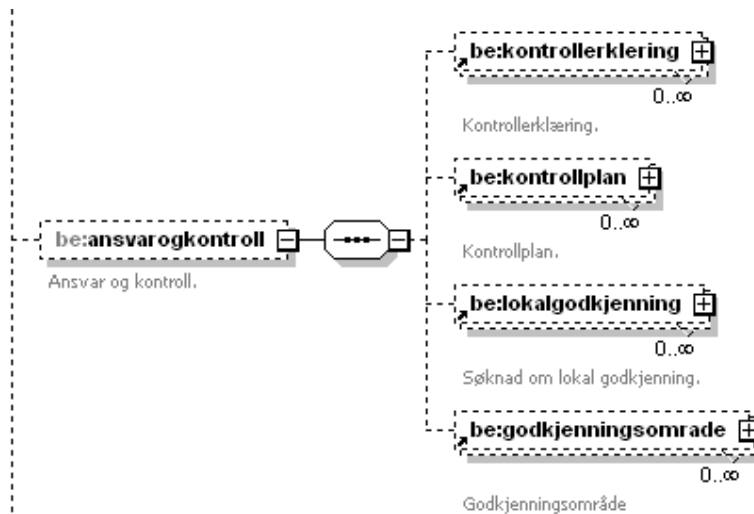 be:kontrollerklering
0..∞
Kontrollerklæring.
be:kontrollplan
0..∞
Kontrollplan.
be:ansvarogkontroll
Ansvar og kontroll.
be:lokalgodkjenning
0..∞
Søknad om lokal godkjenning.
be:godkjenningsomrade
0..∞
Godkjenningsområde